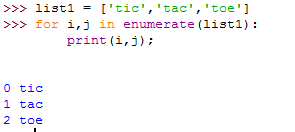 >>> list1 = ['tic','tac','toe']
>>> for i,j in enumerate(list1):
        print(i,j);
0 tic
1 tac
2 toe